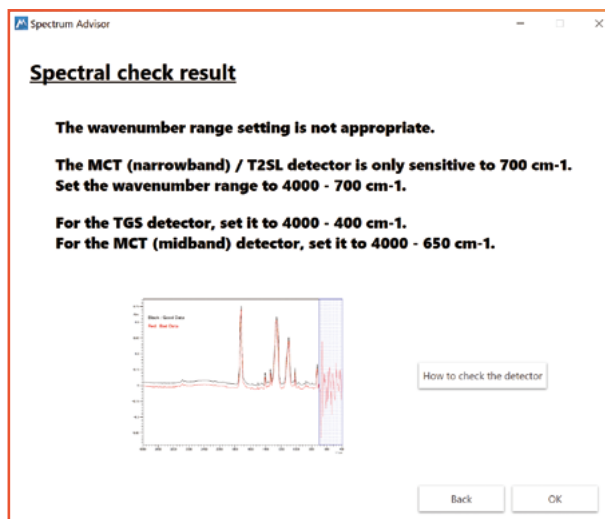 Spectrum Advisor
Spectral check result
The wavenumber range setting is not appropriate.
The MCT (narrowband) / T2SL detector is only sensitive to 700 cm-1.
Set the wavenumber range to 4000 - 700 cm-1.
For the TGS detector, set it to 4000 - 400 cm-1.
For the MCT (midband) detector, set it to 4000 - 650 cm-1.
Black - Good Data
Red - Bad Data
How to check the detector
Back
OK